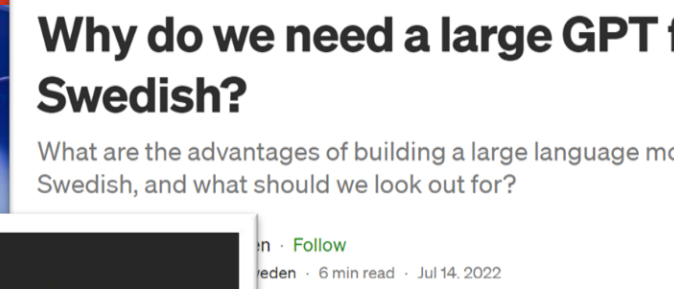 Why do we need a large GPT
Swedish?
What are the advantages of building a large language
Swedish, and what should we look out for?
· Follow
· 6 min read · Jul 14. 2022